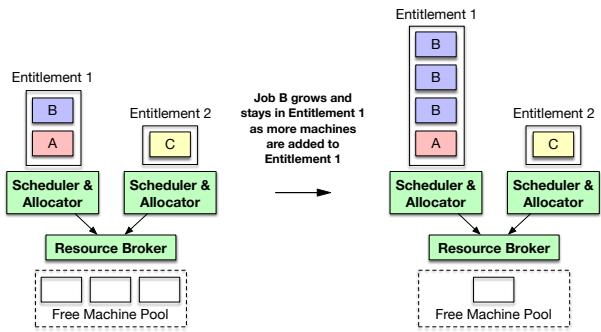 Entitlement 1
B
A
Entitlement 2
C
Scheduler &
Allocator
Scheduler &
Allocator
Resource Broker
Free Machine Pool
Job B grows and
stays in Entitlement 1
as more machines
are added to
Entitlement 1
Entitlement 1
B
B
B
A
Entitlement 2
C
Scheduler &
Allocator
Scheduler &
Allocator
Resource Broker
Free Machine Pool